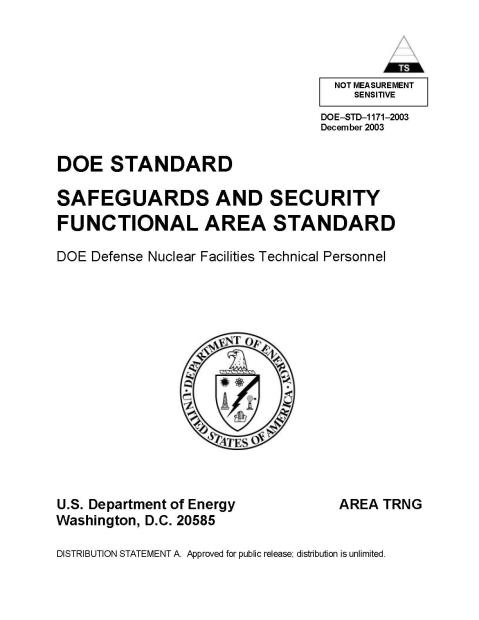 TS
NOT MEASUREMENT
SENSITIVE
DOE–STD–1171–2003
December 2003
DOE STANDARD
SAFEGUARDS AND SECURITY
FUNCTIONAL AREA STANDARD
DOE Defense Nuclear Facilities Technical Personnel
DEPARTMENT OF ENERGY
UNITED STATES OF AMERICA
U.S. Department of Energy AREA TRNG
Washington, D.C. 20585
DISTRIBUTION STATEMENT A. Approved for public release; distribution is unlimited.